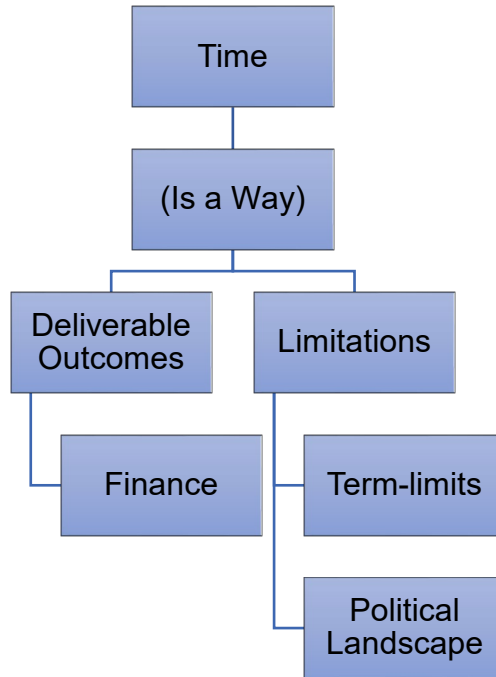 Time
(Is a Way)
Deliverable
Outcomes
Limitations
Finance
Term-limits
Political
Landscape